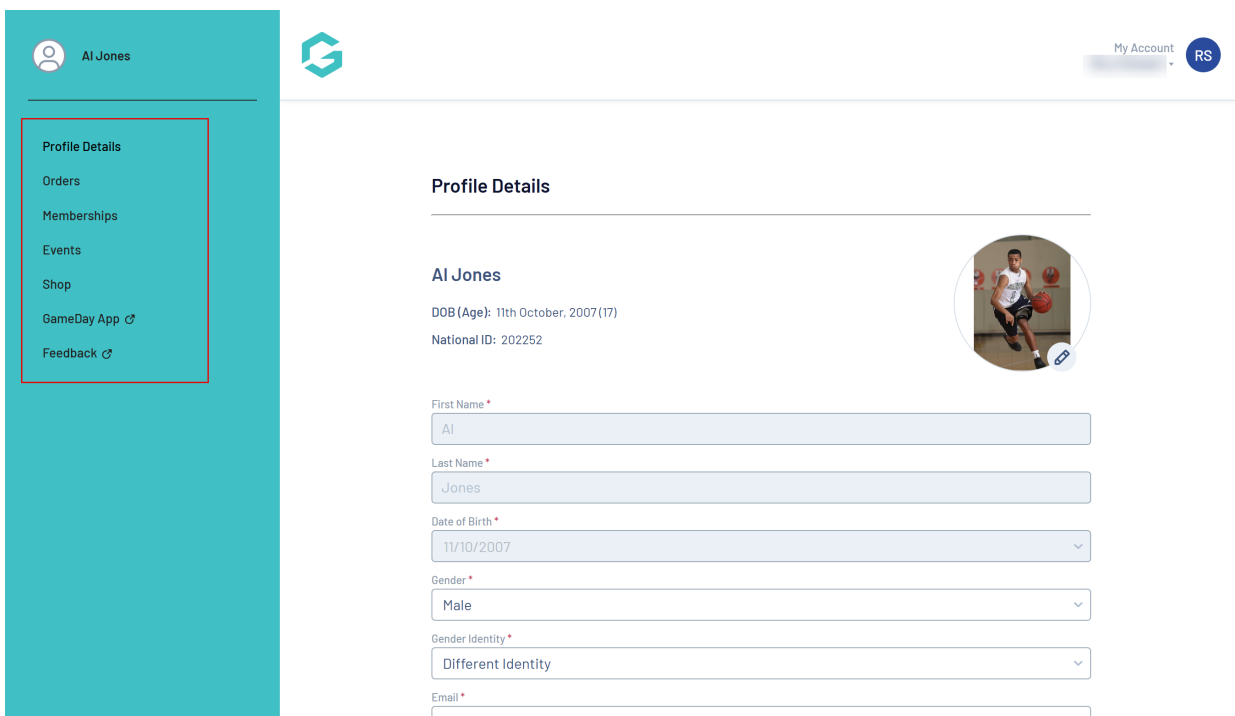 Al Jones
My Account
RS
Profile Details
Orders
Memberships
Events
Shop
GameDay App
Feedback
Profile Details
Al Jones
DOB (Age): 11th October, 2007 (17)
National ID: 202252
First Name *
Al
Last Name *
Jones
Date of Birth *
11/10/2007
Gender *
Male
Gender Identity *
Different Identity
Email *